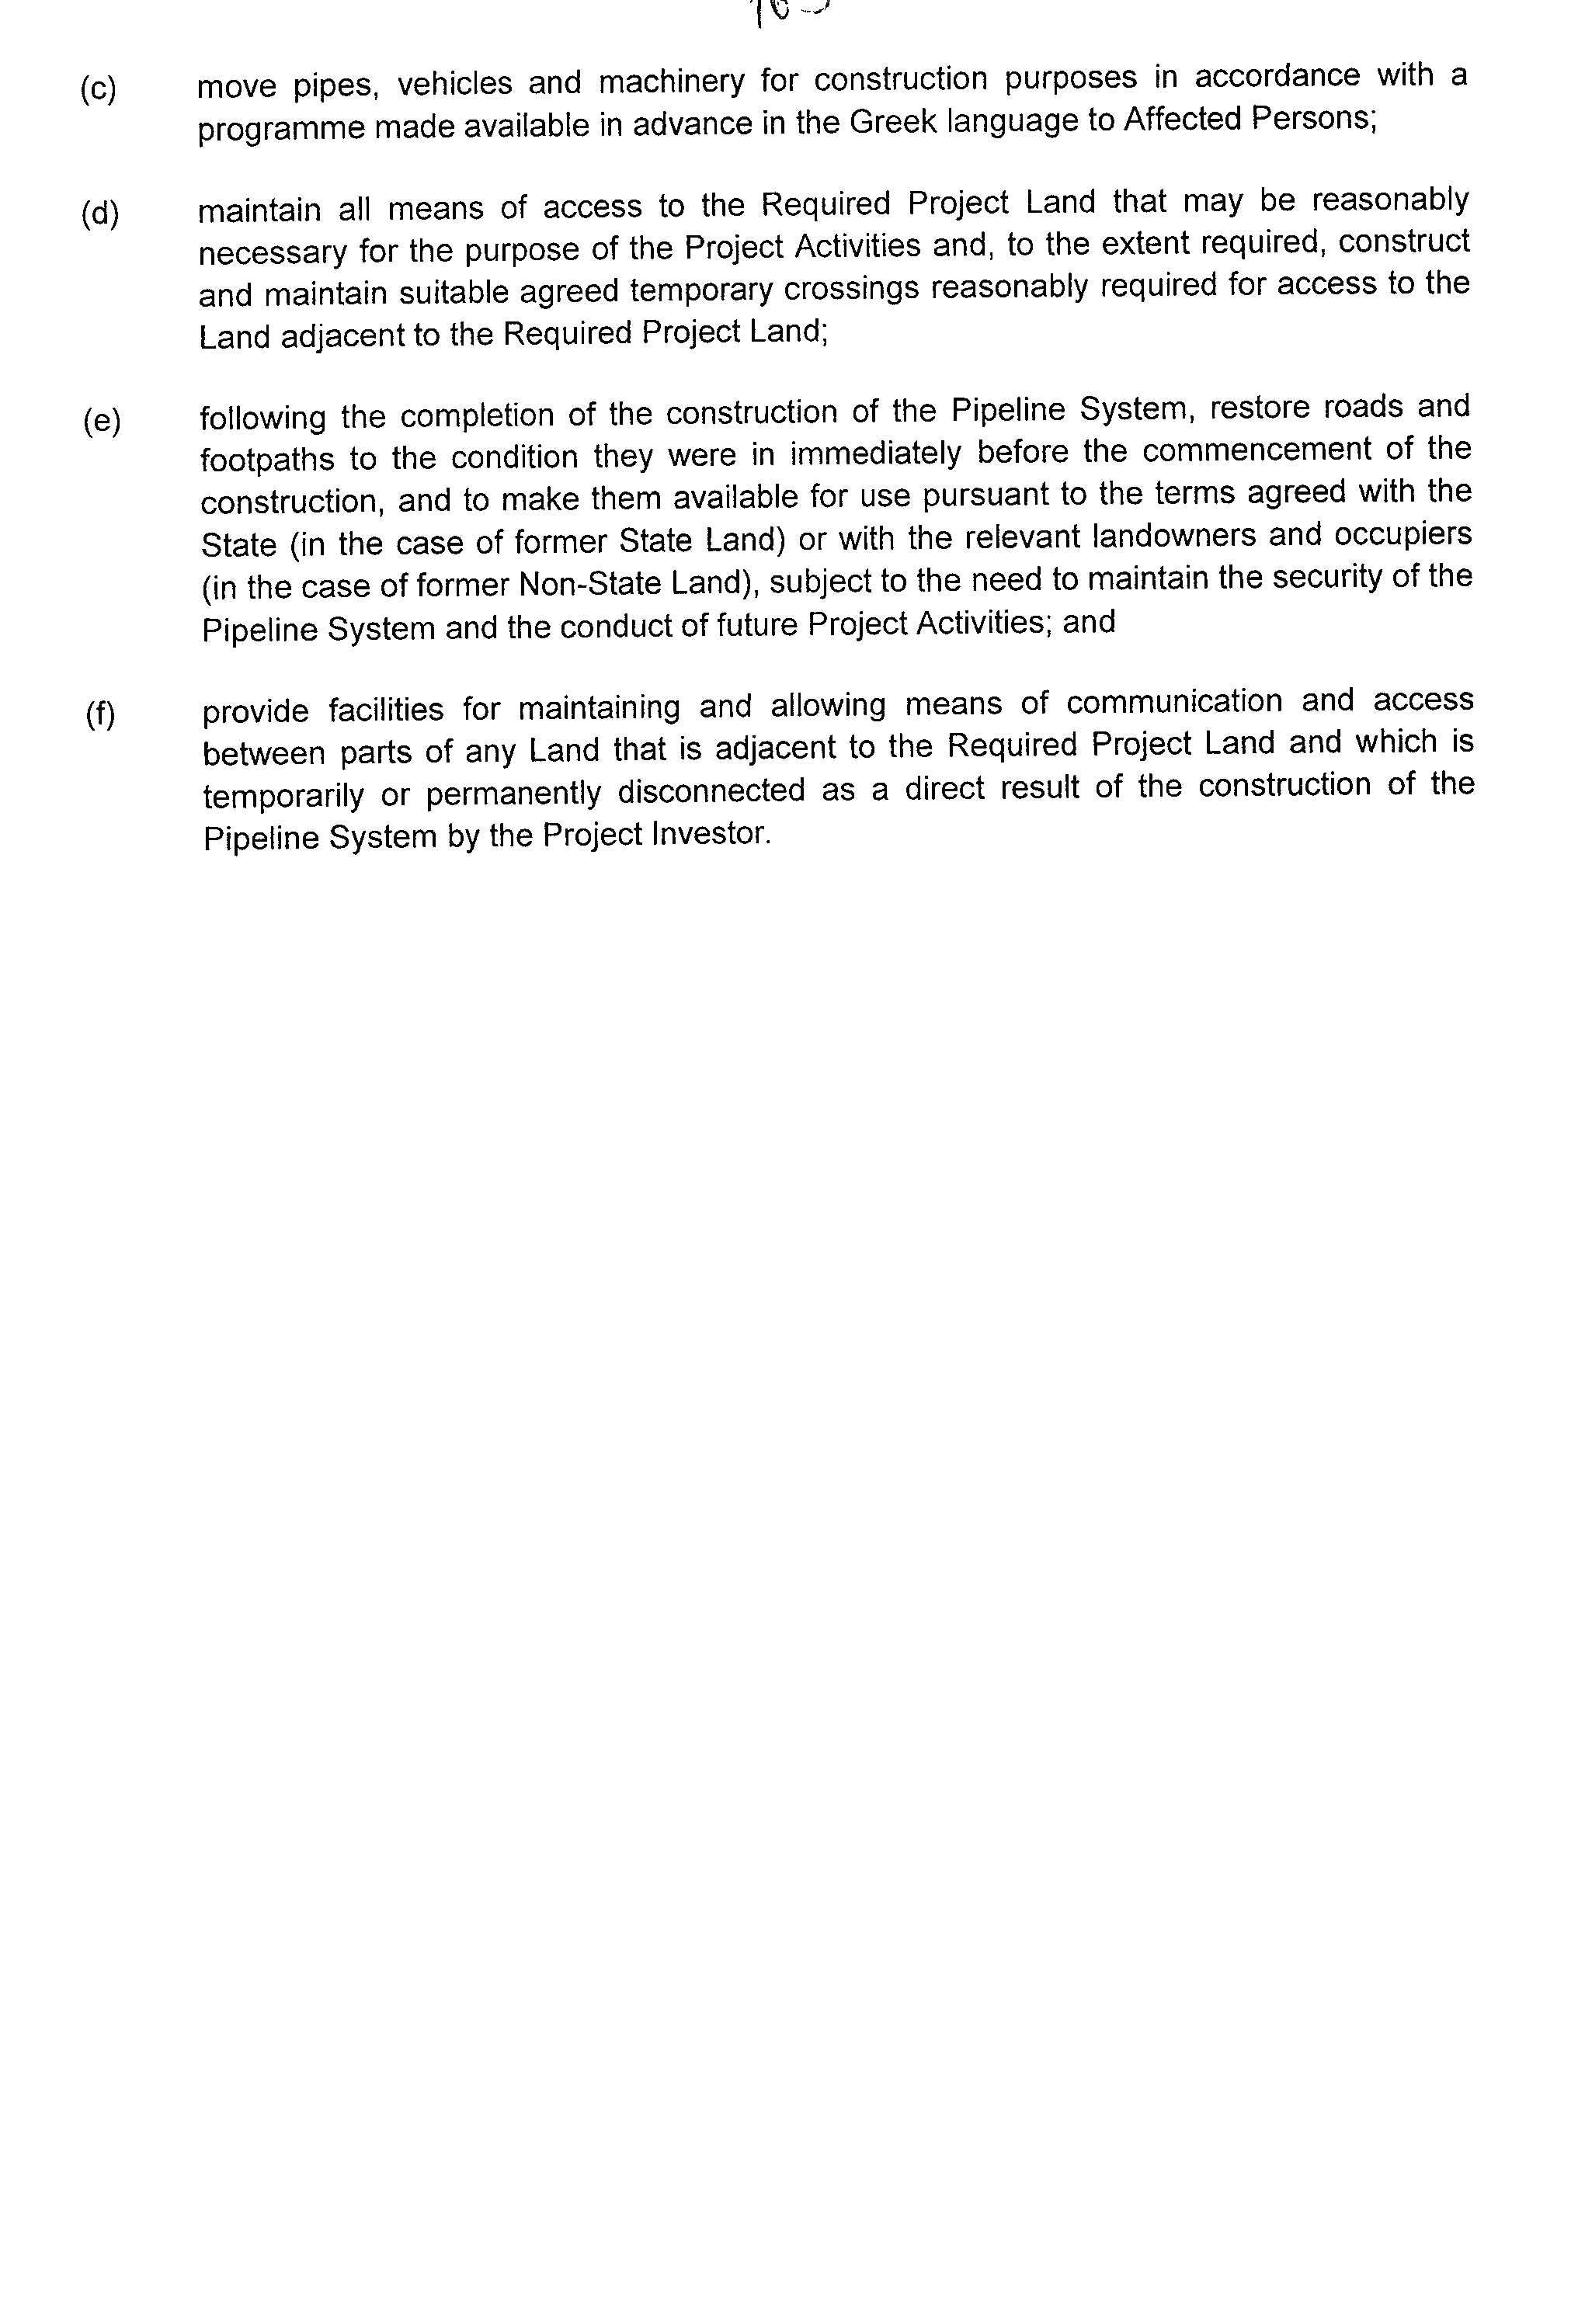 (c) move pipes, vehicles and machinery for construction purposes in accordance with a
programme made available in advance in the Greek language to Affected Persons;
(d) maintain all means of access to the Required Project Land that may be reasonably
necessary for the purpose of the Project Activities and, to the extent required, construct
and maintain suitable agreed temporary crossings reasonably required for access to the
Land adjacent to the Required Project Land;
(e) following the completion of the construction of the Pipeline System, restore roads and
footpaths to the condition they were in immediately before the commencement of the
construction, and to make them available for use pursuant to the terms agreed with the
State (in the case of former State Land) or with the relevant landowners and occupiers
(in the case of former Non-State Land), subject to the need to maintain the security of the
Pipeline System and the conduct of future Project Activities; and
(f) provide facilities for maintaining and allowing means of communication and access
between parts of any Land that is adjacent to the Required Project Land and which is
temporarily or permanently disconnected as a direct result of the construction of the
Pipeline System by the Project Investor.